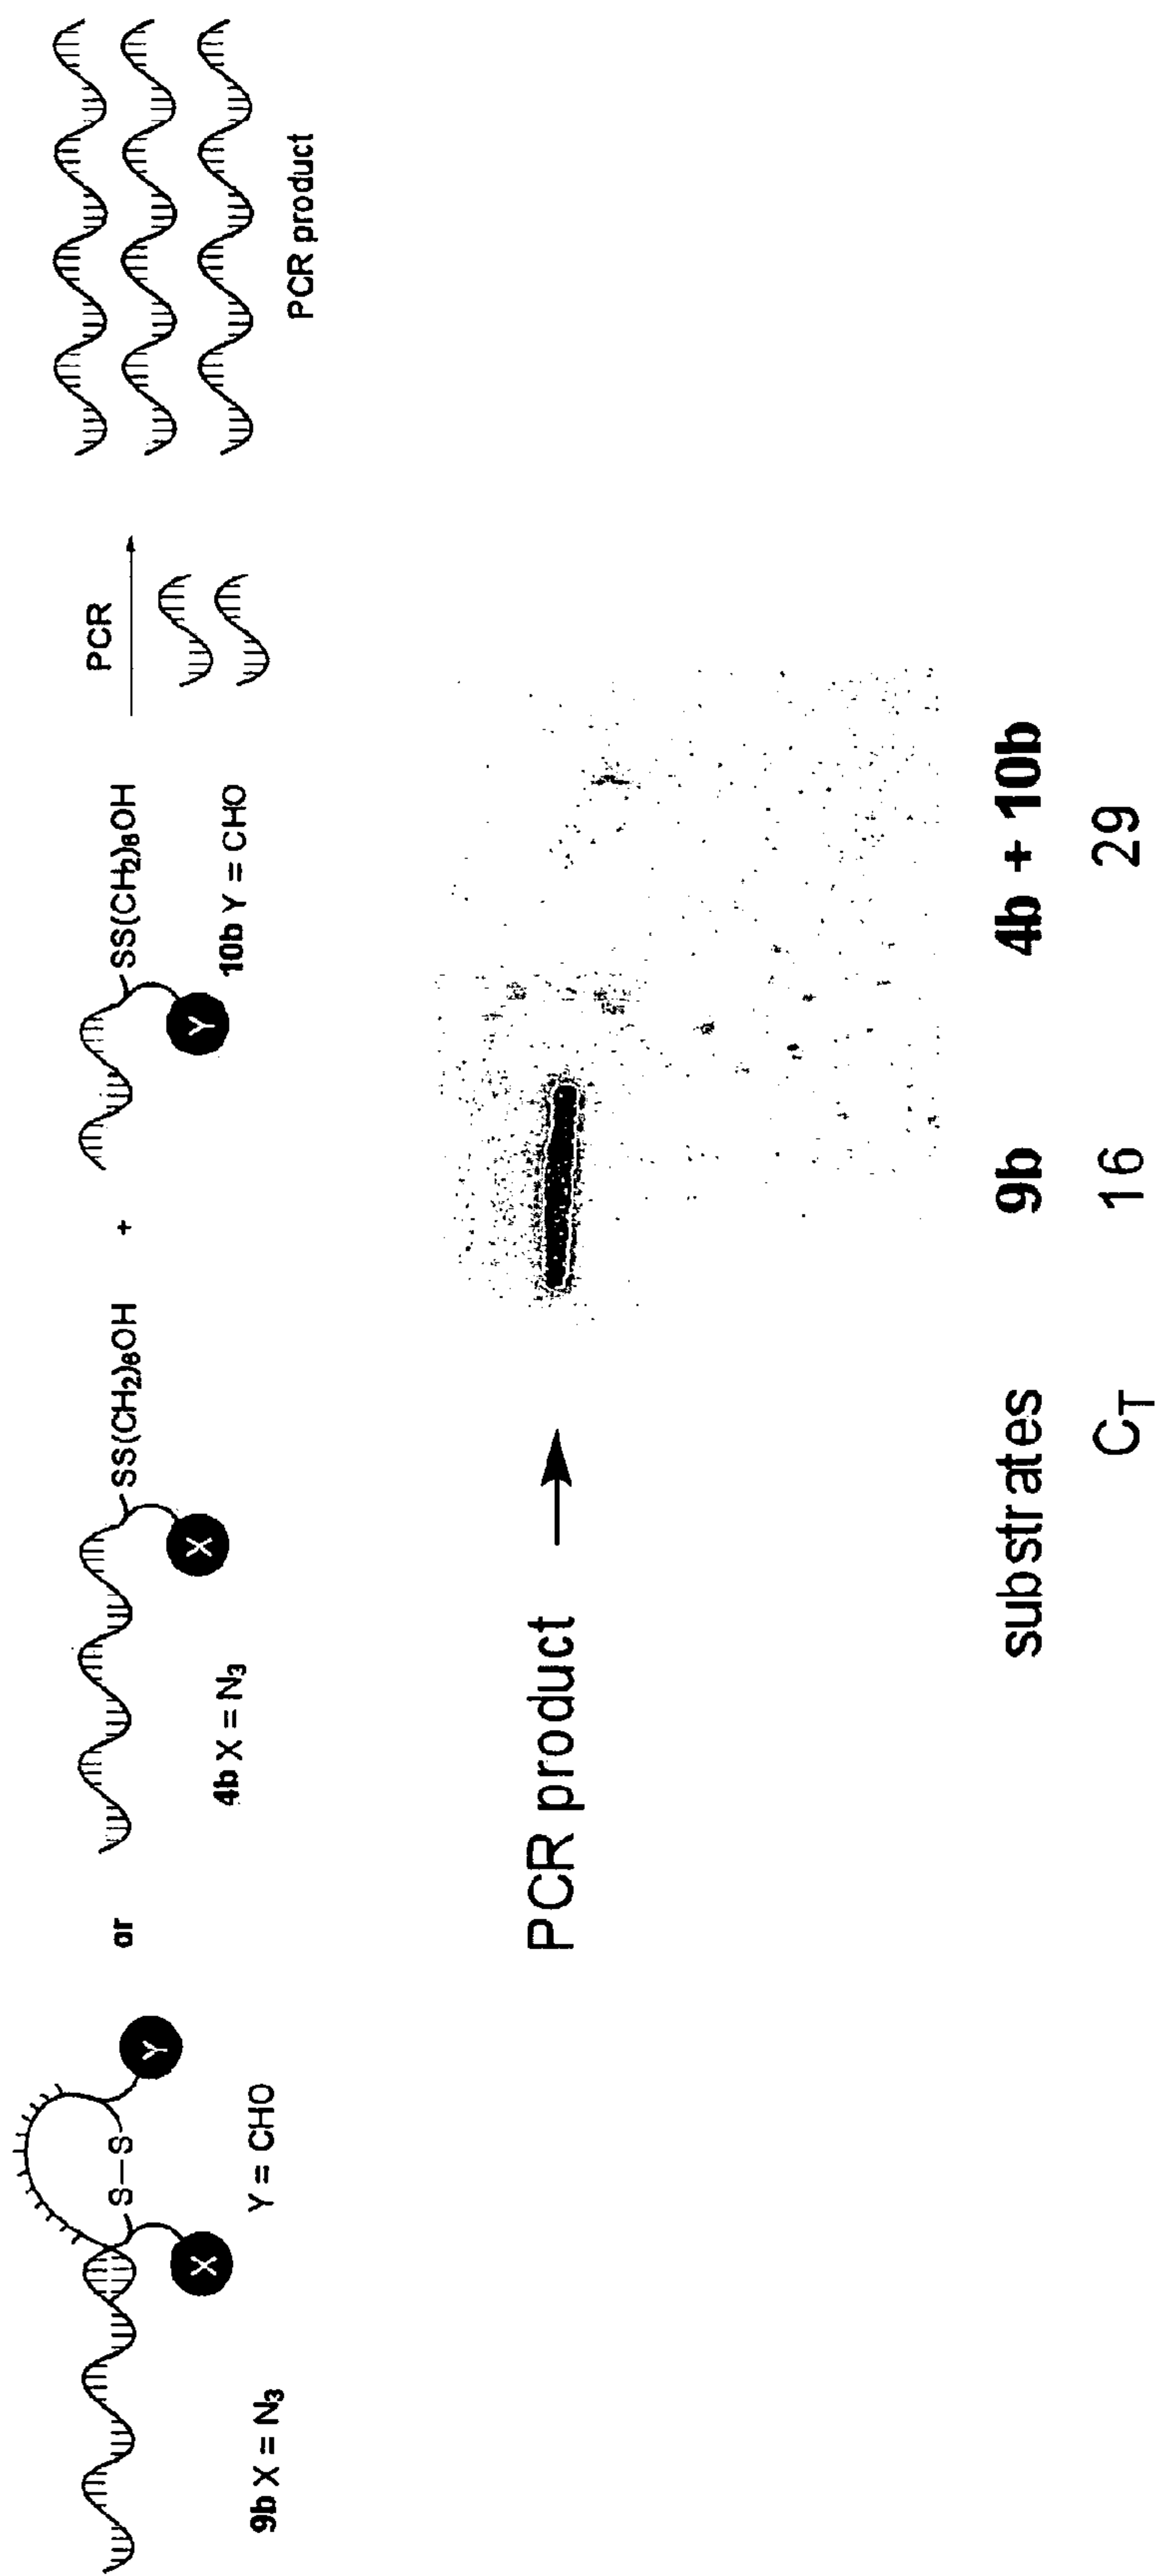 or
SS(CH2)6OH
+
SS(CH2)6OH
PCR
S—S
X
Y
X
Y
9b X = N3
Y = CHO
4b X = N3
10b Y = CHO
PCR product
PCR product
substrates 9b 4b + 10b
CT 16 29